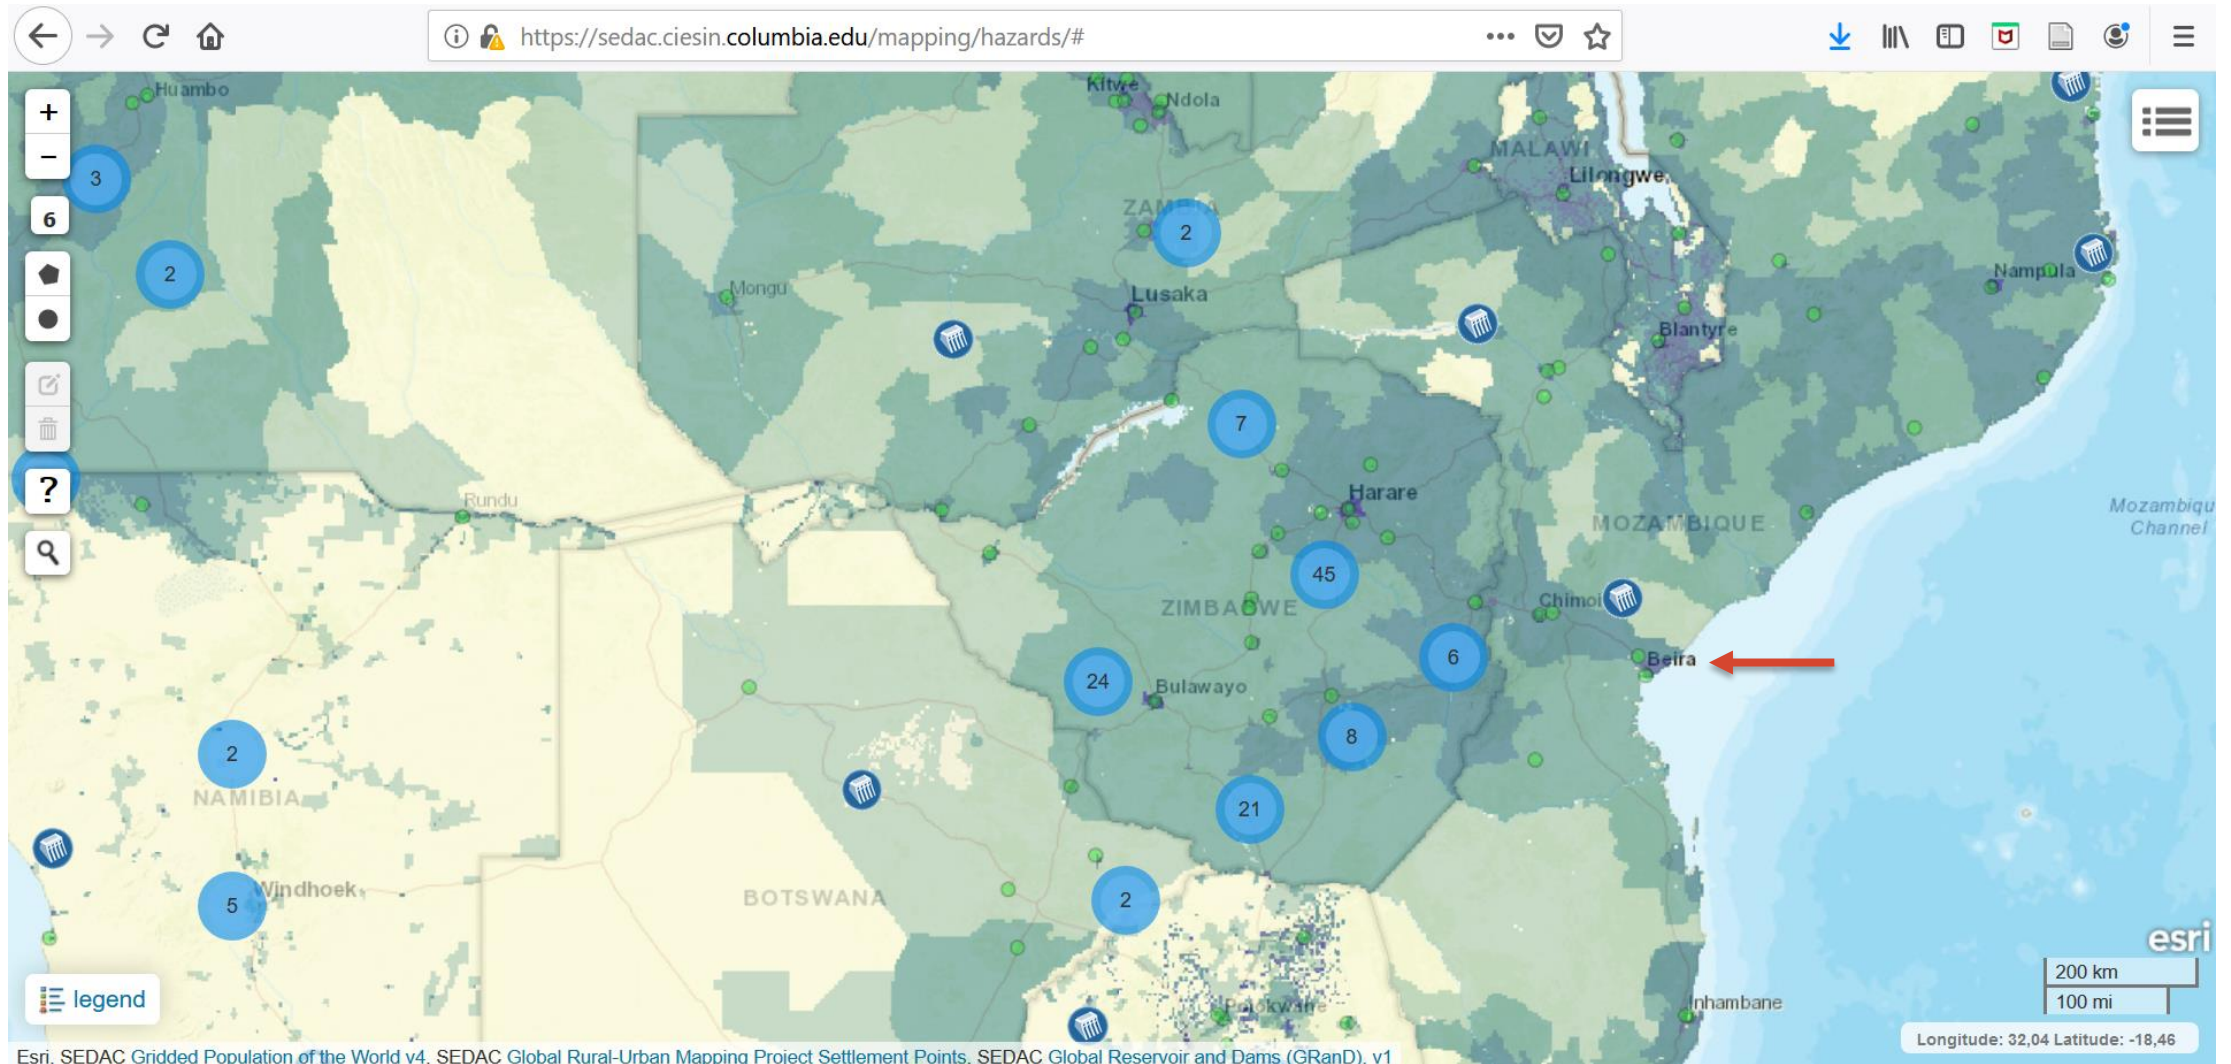 https://sedac.ciesin.columbia.edu/mapping/hazards/#
Huambo
Kitwe
Ndola
+
−
MALAWI
Lilongwe
3
6
ZAMBIA
2
2
Mongu
Lusaka
Nampula
Blantyre
7
?
Rundu
Harare
MOZAMBIQUE
Mozambiqu
Channel
45
ZIMBABWE
Chimoi
6
Beira
24
Bulawayo
2
8
NAMIBIA
21
5
Windhoek
BOTSWANA
2
esri
200 km
100 mi
legend
Polokwane
Inhambane
Longitude: 32,04 Latitude: -18,46
Esri, SEDAC Gridded Population of the World v4, SEDAC Global Rural-Urban Mapping Project Settlement Points, SEDAC Global Reservoir and Dams (GRanD), v1